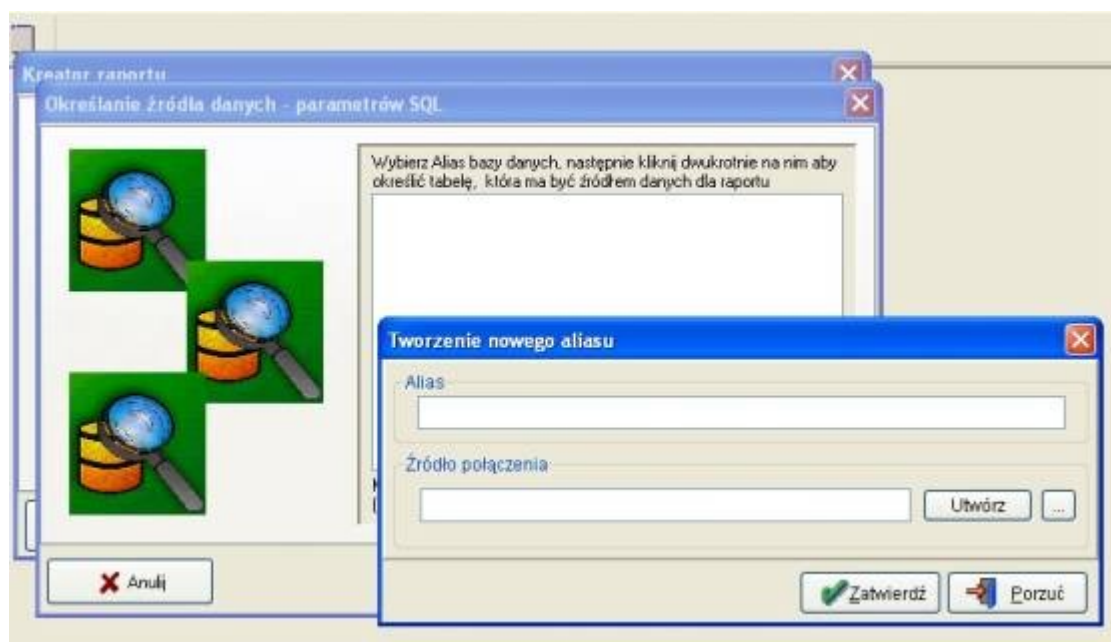 Kreator raportu
Określanie źródła danych - parametrów SQL
Wybierz Alias bazy danych, następnie kliknij dwukrotnie na nim aby
określić tabelę, która ma być źródłem danych dla raportu
Tworzenie nowego aliasu
Alias
Źródło połączenia
Utwórz
...
Anulij
Zatwierdź
Porzuć